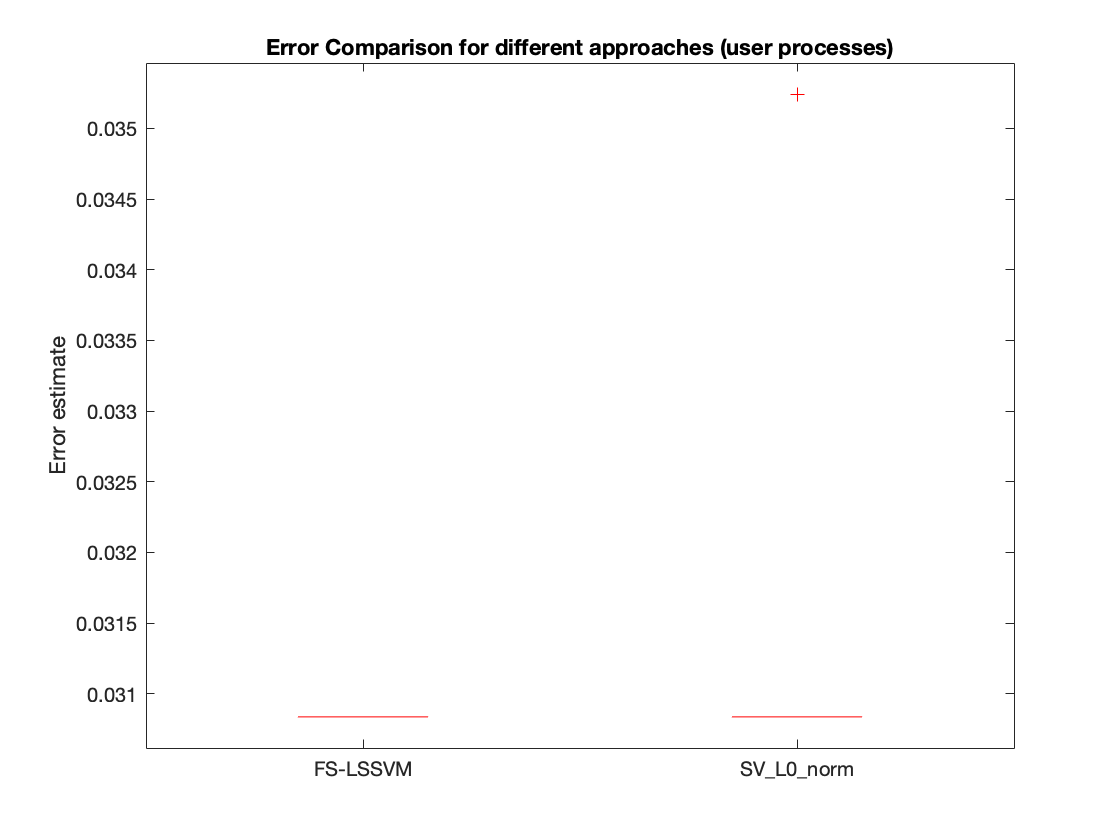 Error Comparison for different approaches (user processes)
Error estimate
0.035
0.0345
0.034
0.0335
0.033
0.0325
0.032
0.0315
0.031
FS-LSSVM
SV_L0_norm